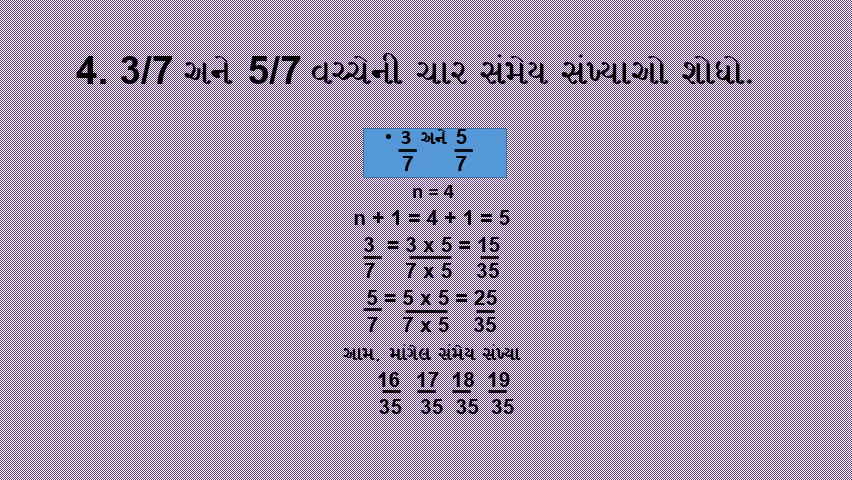 4. 3/7 અને 5/7 વચ્ચેની ચાર સંમેય સંખ્યાઓ શોધો.
• 3 અને 5
7 7
n = 4
n + 1 = 4 + 1 = 5
3 = 3 x 5 = 15
7 7 x 5 35
5 = 5 x 5 = 25
7 7 x 5 35
આમ, માંગેલ સંમેય સંખ્યા
16 17 18 19
35 35 35 35